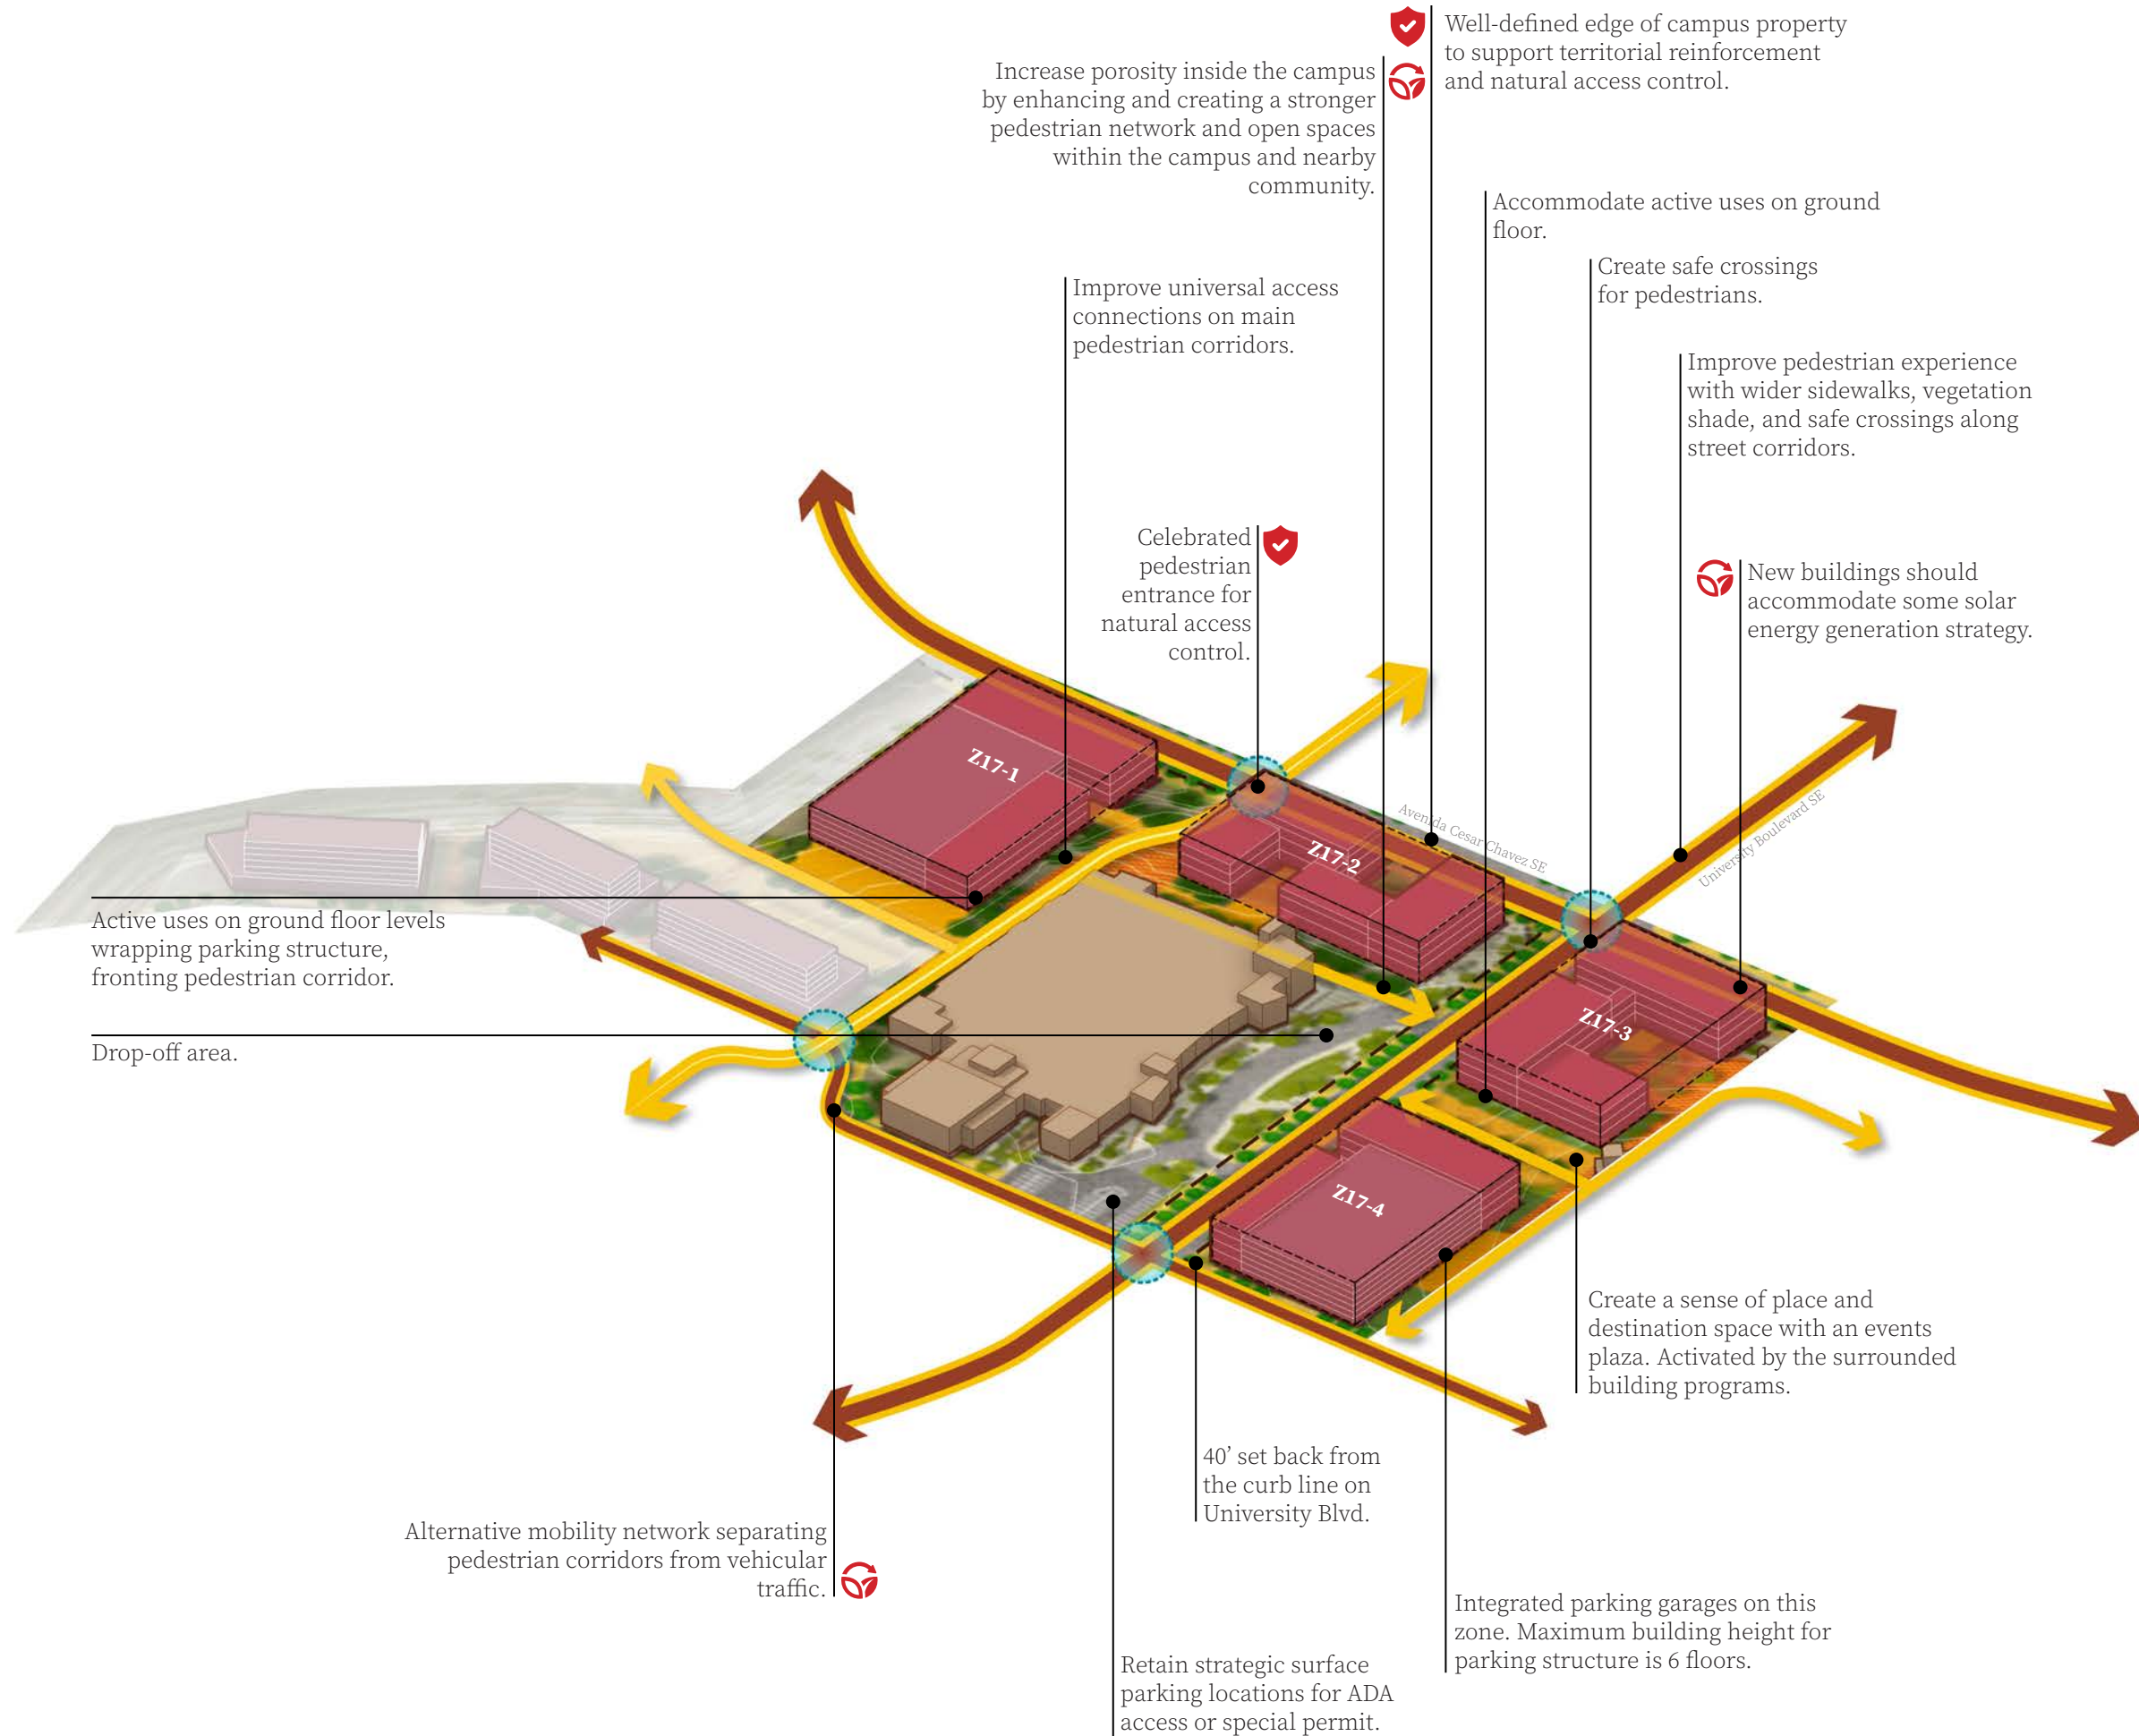 Well-defined edge of campus property
to support territorial reinforcement
and natural access control.
Increase porosity inside the campus
by enhancing and creating a stronger
pedestrian network and open spaces
within the campus and nearby
community.
Accommodate active uses on ground
floor.
Create safe crossings
for pedestrians.
Improve universal access
connections on main
pedestrian corridors.
Improve pedestrian experience
with wider sidewalks, vegetation
shade, and safe crossings along
street corridors.
Celebrated
pedestrian
entrance for
natural access
control.
New buildings should
accommodate some solar
energy generation strategy.
Z17-1
Avenida Cesar Chavez SE
University Boulevard SE
Z17-2
Active uses on ground floor levels
wrapping parking structure,
fronting pedestrian corridor.
Z17-3
Drop-off area.
Z17-4
Create a sense of place and
destination space with an events
plaza. Activated by the surrounded
building programs.
40’ set back from
the curb line on
University Blvd.
Alternative mobility network separating
pedestrian corridors from vehicular
traffic.
Integrated parking garages on this
zone. Maximum building height for
parking structure is 6 floors.
Retain strategic surface
parking locations for ADA
access or special permit.